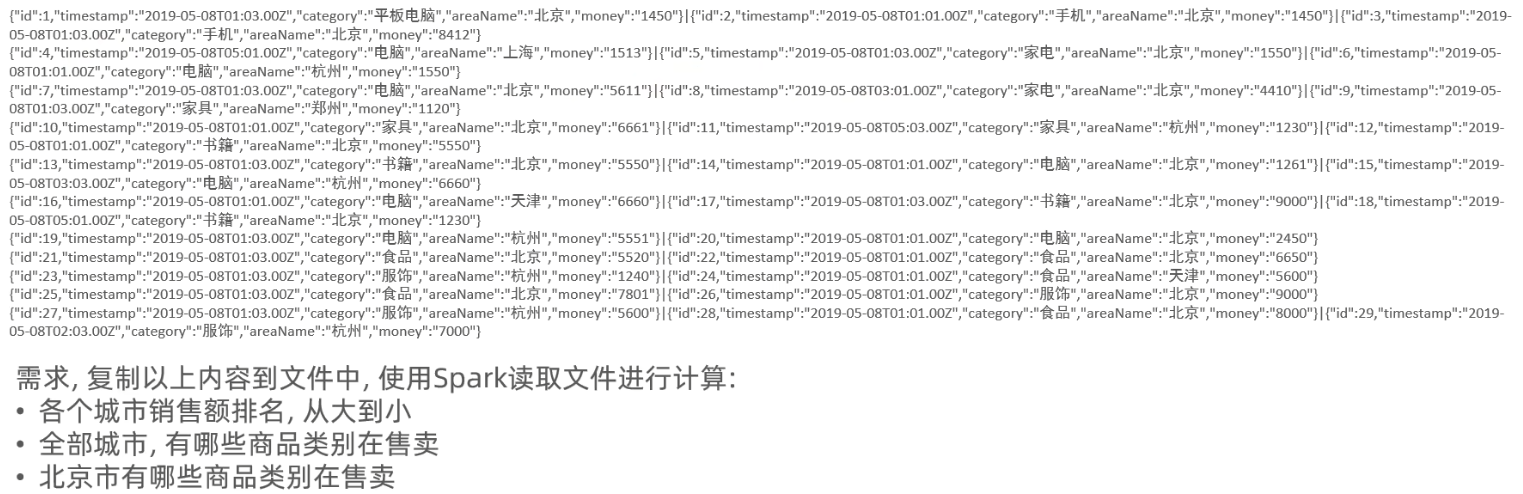 {"id":1,"timestamp":"2019-05-08T01:03.00Z","category":"平板电脑","areaName":"北京","money":"1450"}|{"id":2,"timestamp":"2019-05-08T01:01.00Z","category":"手机","areaName":"北京","money":"1450"}|{"id":3,"timestamp":"2019-
05-08T01:03.00Z","category":"手机","areaName":"北京","money":"8412"}
{"id":4,"timestamp":"2019-05-08T05:01.00Z","category":"电脑","areaName":"上海","money":"1513"}|{"id":5,"timestamp":"2019-05-08T01:03.00Z","category":"家电","areaName":"北京","money":"1550"}|{"id":6,"timestamp":"2019-05-
08T01:01.00Z","category":"电脑","areaName":"杭州","money":"1550"}
{"id":7,"timestamp":"2019-05-08T01:03.00Z","category":"电脑","areaName":"北京","money":"5611"}|{"id":8,"timestamp":"2019-05-08T03:01.00Z","category":"家电","areaName":"北京","money":"4410"}|{"id":9,"timestamp":"2019-05-
08T01:03.00Z","category":"家具","areaName":"郑州","money":"1120"}
{"id":10,"timestamp":"2019-05-08T01:01.00Z","category":"家具","areaName":"北京","money":"6661"}|{"id":11,"timestamp":"2019-05-08T05:03.00Z","category":"家具","areaName":"杭州","money":"1230"}|{"id":12,"timestamp":"2019-
05-08T01:01.00Z","category":"书籍","areaName":"北京","money":"5550"}
{"id":13,"timestamp":"2019-05-08T01:03.00Z","category":"书籍","areaName":"北京","money":"5550"}|{"id":14,"timestamp":"2019-05-08T01:01.00Z","category":"电脑","areaName":"北京","money":"1261"}|{"id":15,"timestamp":"2019-
05-08T03:03.00Z","category":"电脑","areaName":"杭州","money":"6660"}
{"id":16,"timestamp":"2019-05-08T01:01.00Z","category":"电脑","areaName":"天津","money":"6660"}|{"id":17,"timestamp":"2019-05-08T01:03.00Z","category":"书籍","areaName":"北京","money":"9000"}|{"id":18,"timestamp":"2019-
05-08T05:01.00Z","category":"书籍","areaName":"北京","money":"1230"}
{"id":19,"timestamp":"2019-05-08T01:03.00Z","category":"电脑","areaName":"杭州","money":"5551"}|{"id":20,"timestamp":"2019-05-08T01:01.00Z","category":"电脑","areaName":"北京","money":"2450"}
{"id":21,"timestamp":"2019-05-08T01:03.00Z","category":"食品","areaName":"北京","money":"5520"}|{"id":22,"timestamp":"2019-05-08T01:01.00Z","category":"食品","areaName":"北京","money":"6650"}
{"id":23,"timestamp":"2019-05-08T01:03.00Z","category":"服饰","areaName":"杭州","money":"1240"}|{"id":24,"timestamp":"2019-05-08T01:01.00Z","category":"食品","areaName":"天津","money":"5600"}
{"id":25,"timestamp":"2019-05-08T01:03.00Z","category":"食品","areaName":"北京","money":"7801"}|{"id":26,"timestamp":"2019-05-08T01:01.00Z","category":"服饰","areaName":"北京","money":"9000"}
{"id":27,"timestamp":"2019-05-08T01:03.00Z","category":"服饰","areaName":"杭州","money":"5600"}|{"id":28,"timestamp":"2019-05-08T01:01.00Z","category":"食品","areaName":"北京","money":"8000"}|{"id":29,"timestamp":"2019-
05-08T02:03.00Z","category":"服饰","areaName":"杭州","money":"7000"}
需求, 复制以上内容到文件中, 使用Spark读取文件进行计算:
• 各个城市销售额排名, 从大到小
• 全部城市, 有哪些商品类别在售卖
• 北京市有哪些商品类别在售卖